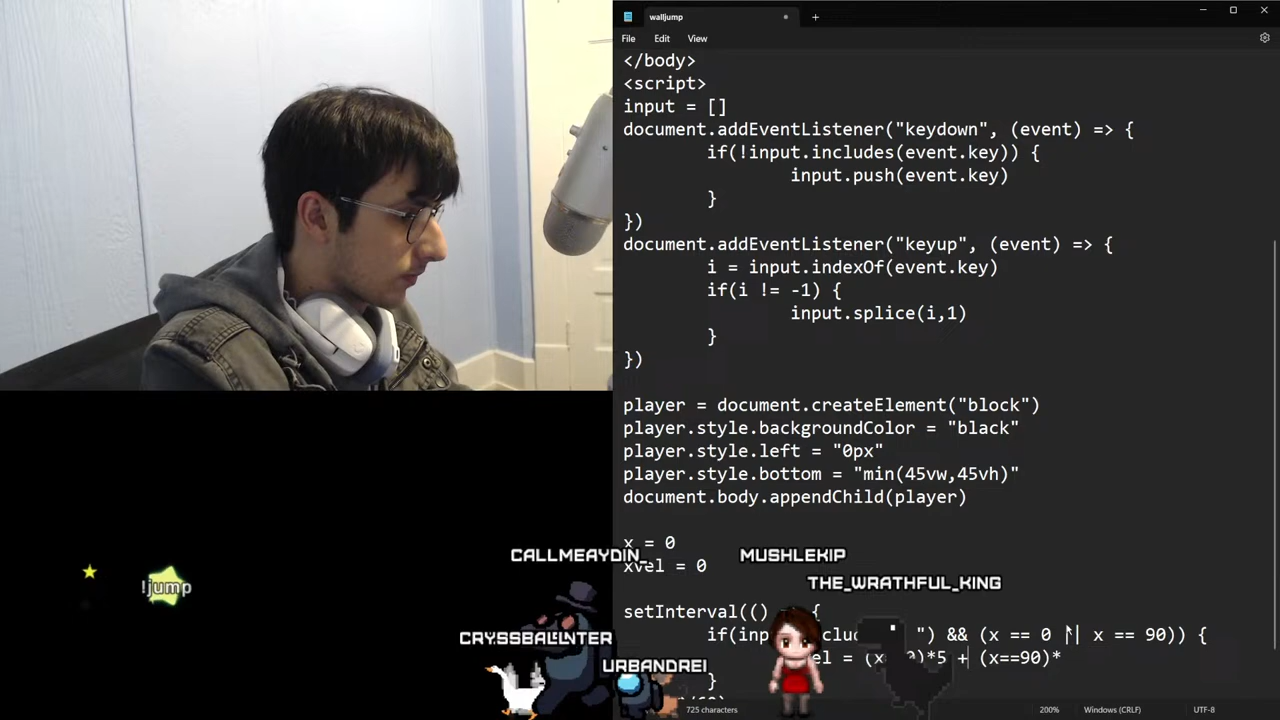 walljump
File Edit View
</body>
<script>
input = []
document.addEventListener("keydown", (event) => {
if(!input.includes(event.key)) {
input.push(event.key)
}
})
document.addEventListener("keyup", (event) => {
i = input.indexOf(event.key)
if(i != -1) {
input.splice(i,1)
}
})
player = document.createElement("block")
player.style.backgroundColor = "black"
player.style.left = "0px"
player.style.bottom = "min(45vw,45vh)"
document.body.appendChild(player)
x = 0
xvel = 0
setInterval(() {
") && (x == 0 || x == 90)) {
*5 + (x==90)*
}
CALLMEAYDIN_
MUSHLEKIP
THE_WRATHFUL_KING
URBANDREI
!jump
725 characters
200%
Windows (CRLF)
UTF-8